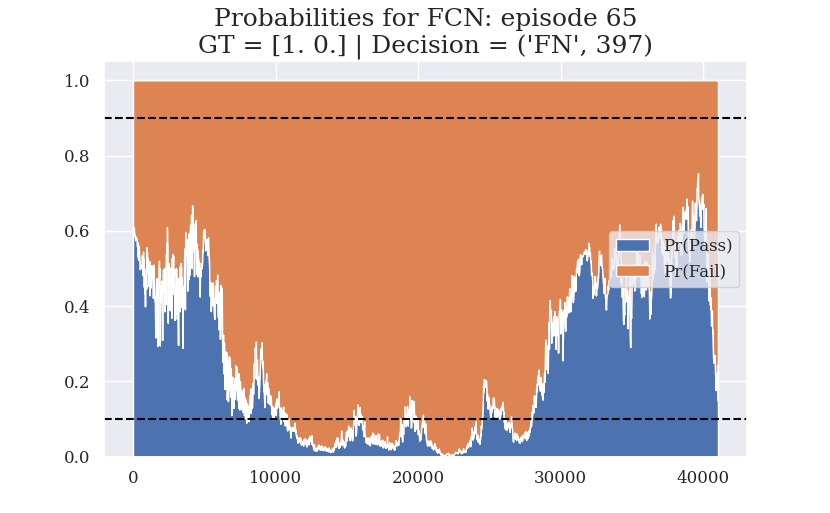 Probabilities for FCN: episode 65
GT = [1. 0.] | Decision = ('FN', 397)
1.0
0.8
0.6
0.4
0.2
0.0
Pr(Pass)
Pr(Fail)
0 10000 20000 30000 40000